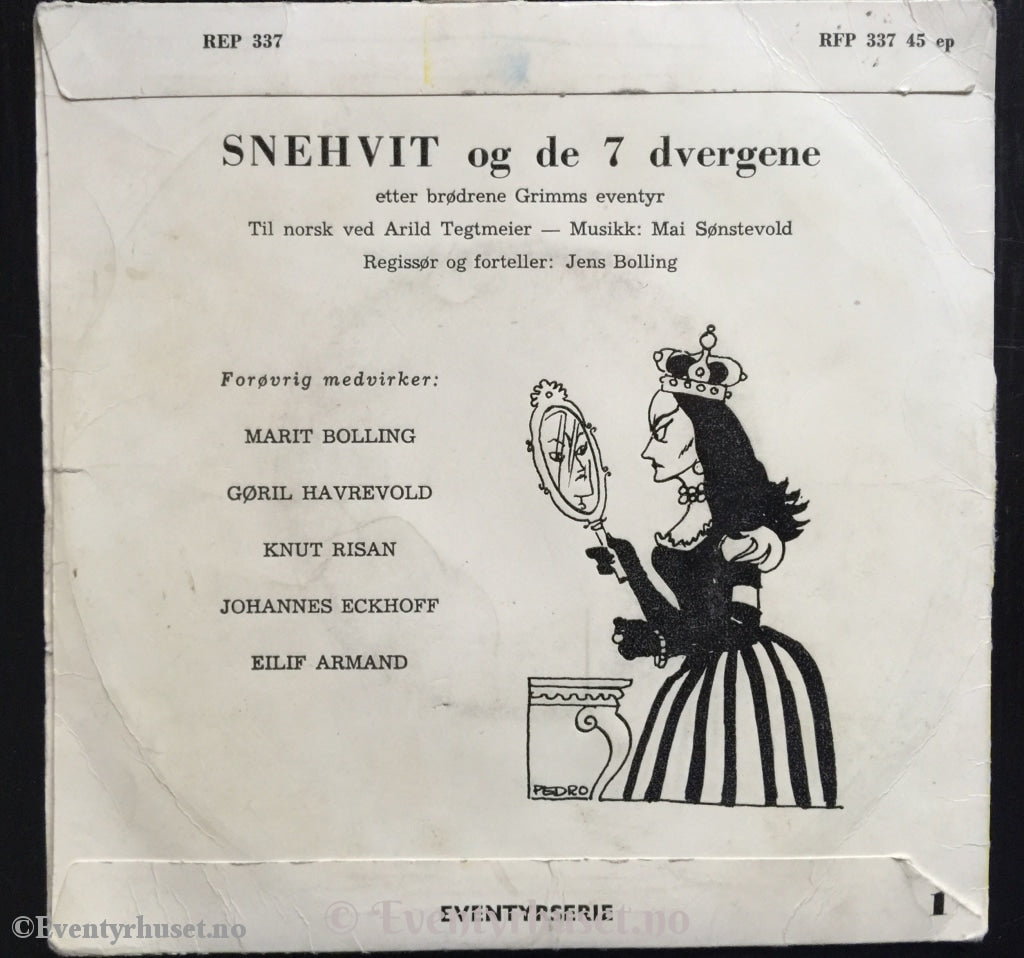 REP 337
RFP 337 45 ep
SNEHVIT og de 7 dvergene
etter brødrene Grimms eventyr
Til norsk ved Arild Tegtmeier — Musikk: Mai Sønstevold
Regissør og forteller: Jens Bolling
Forøvrig medvirker:
MARIT BOLLING
GØRIL HAVREVOLD
KNUT RISAN
JOHANNES ECKHOFF
EILIF ARMAND
PEDRO
EVENTYRSERIE
1
©Eventyrhuset.no
© Eventyrhuset.no